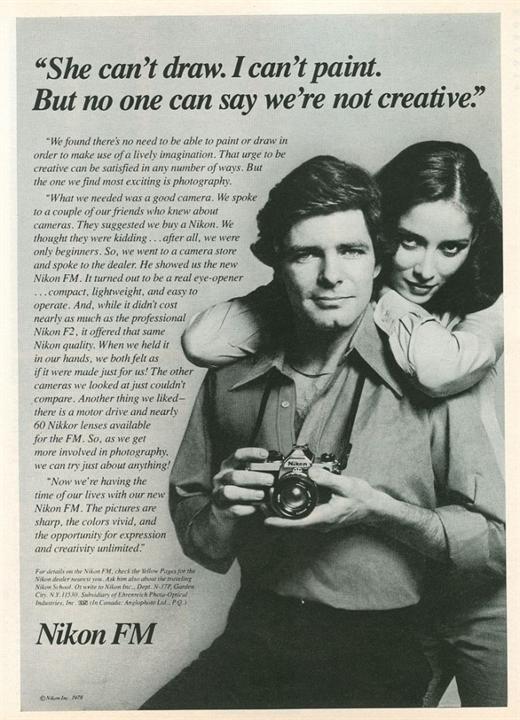 “She can’t draw. I can’t paint.
But no one can say we’re not creative.”
“We found there’s no need to be able to paint or draw in
order to make use of a lively imagination. That urge to be
creative can be satisfied in any number of ways. But
the one we find most exciting is photography.
“What we needed was a good camera. We spoke
to a couple of our friends who knew about
cameras. They suggested we buy a Nikon. We
thought they were kidding . . . after all, we were
only beginners. So, we went to a camera store
and spoke to the dealer. He showed us the new
Nikon FM. It turned out to be a real eye-opener
. . . compact, lightweight, and easy to
operate. And, while it didn’t cost
nearly as much as the professional
Nikon F2, it offered that same
Nikon quality. When we held it
in our hands, we both felt as
if it were made just for us! The other
cameras we looked at just couldn’t
compare. Another thing we liked–
there is a motor drive and nearly
60 Nikkor lenses available
for the FM. So, as we get
more involved in photography,
we can try just about anything!
“Now we’re having the
time of our lives with our new
Nikon FM. The pictures are
sharp, the colors vivid, and
the opportunity for expression
and creativity unlimited.”
For details on the Nikon FM, check the Yellow Pages for the
Nikon dealer nearest you. Ask him also about the traveling
Nikon School. Or write to Nikon Inc., Dept. N-37P, Garden
City, N.Y. 11530. Subsidiary of Ehrenreich Photo-Optical
Industries, Inc. (In Canada: Anglophoto Ltd., P.Q.)
Nikon FM
© Nikon Inc. 1978
Nikon